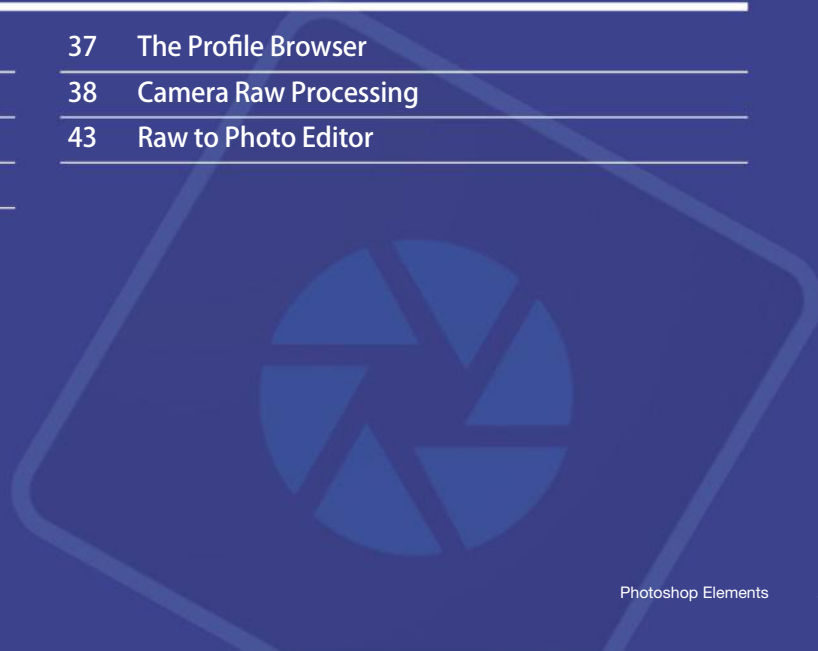 37 The Profile Browser
38 Camera Raw Processing
43 Raw to Photo Editor
Photoshop Elements